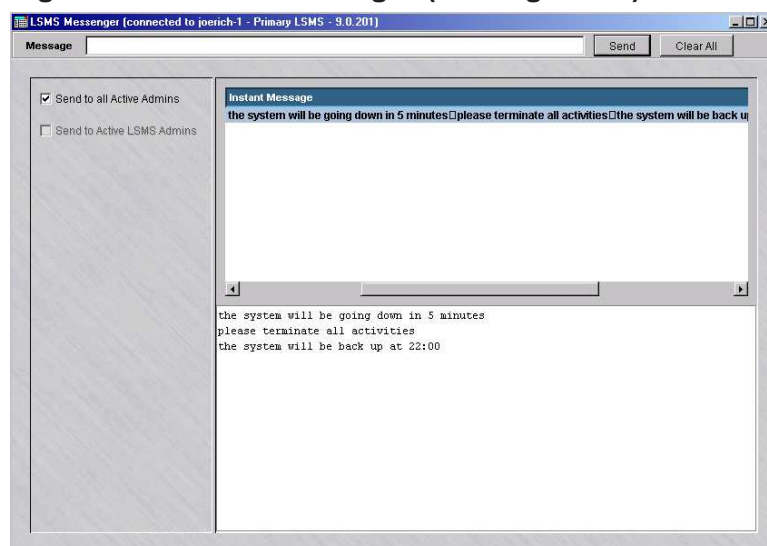 LSMS Messenger (connected to joerich-1 - Primary LSMS - 9.0.201)
Message
Send
Clear All
Send to all Active Admins
Send to Active LSMS Admins
Instant Message
the system will be going down in 5 minutes□please terminate all activities□the system will be back u
the system will be going down in 5 minutes
please terminate all activities
the system will be back up at 22:00